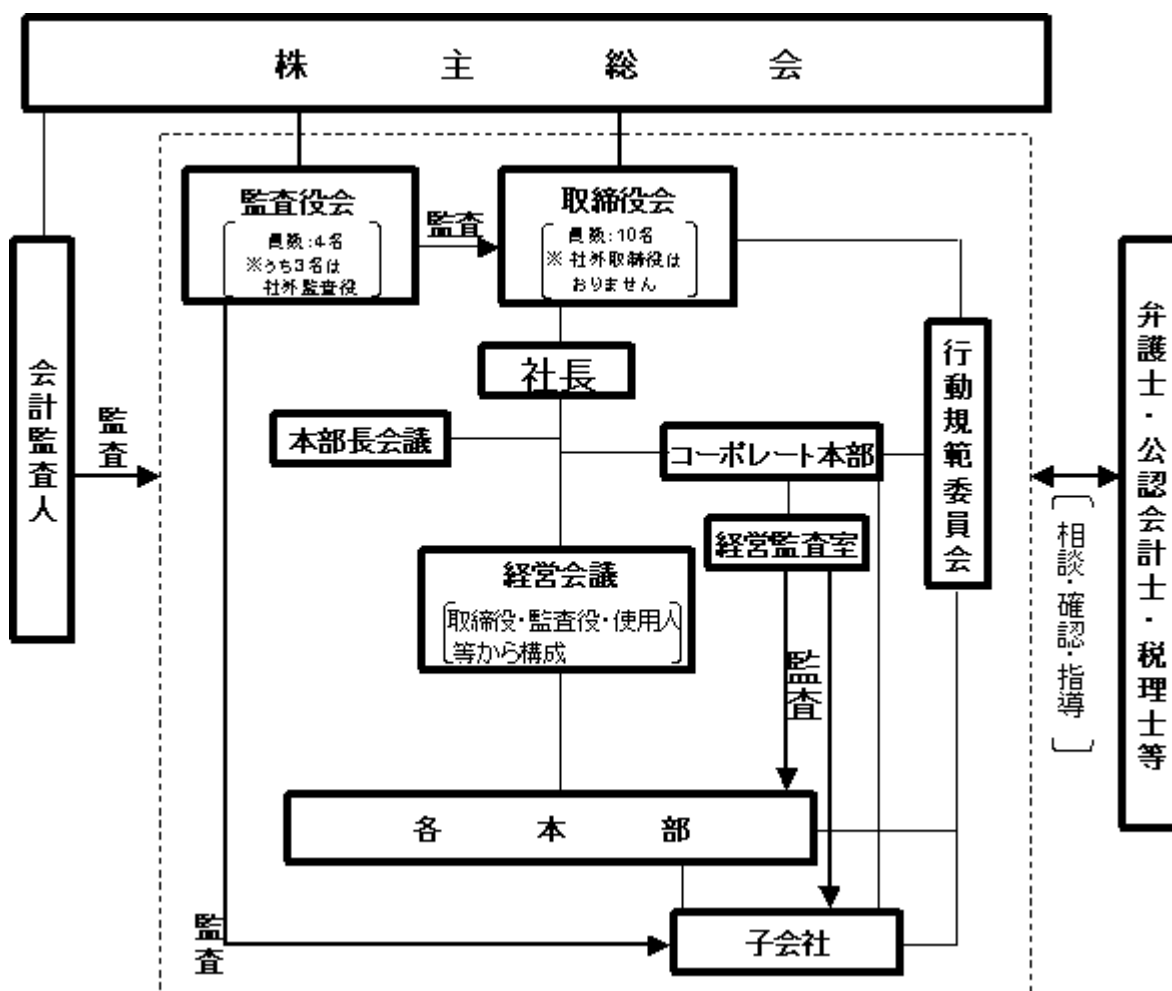 株主総会
監査役会
員数：4名
※うち3名は
社外監査役
監査
取締役会
員数：10名
※ 社外取締役は
おりません
会計監査人
監査
社長
本部長会議
コーポレート本部
行動規範委員会
経営監査室
経営会議
取締役・監査役・使用人
等から構成
監査
各本部
監査
子会社
相談・確認・指導
弁護士・公認会計士・税理士等